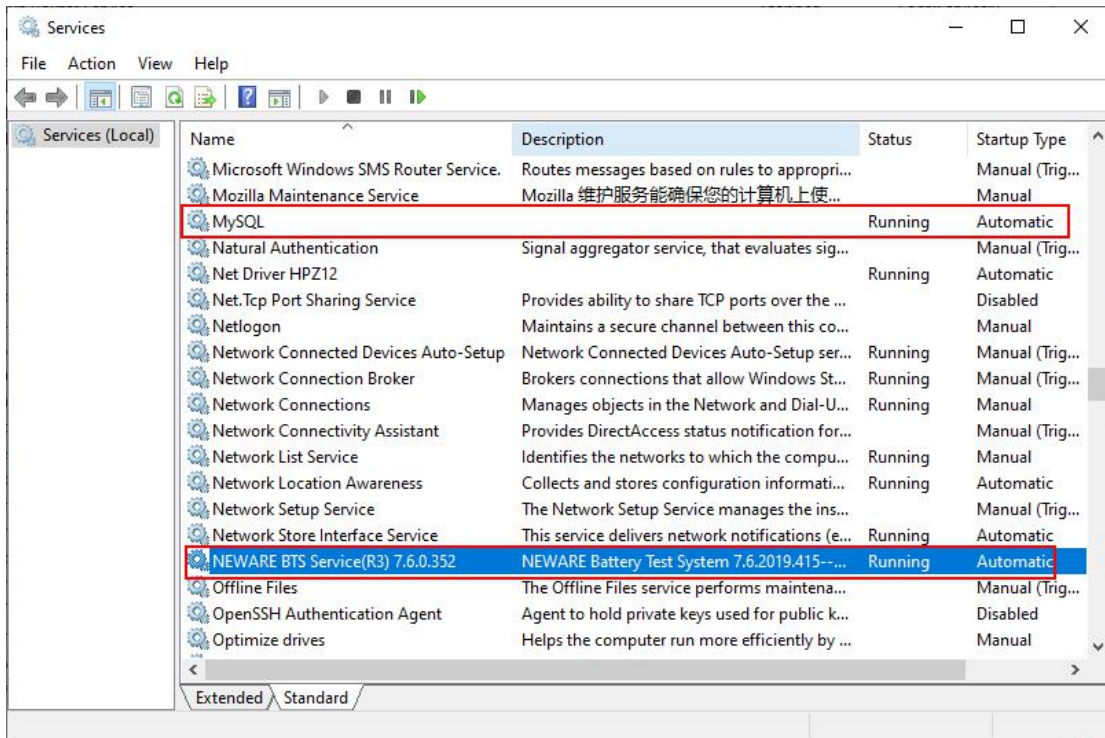 Services
File Action View Help
Services (Local)
Name Description Status Startup Type
Microsoft Windows SMS Router Service. Routes messages based on rules to appropri... Manual (Trig...
Mozilla Maintenance Service Mozilla 维护服务能确保您的计算机上使... Manual
MySQL Running Automatic
Natural Authentication Signal aggregator service, that evaluates sig... Manual (Trig...
Net Driver HPZ12 Running Automatic
Net.Tcp Port Sharing Service Provides ability to share TCP ports over the ... Disabled
Netlogon Maintains a secure channel between this co... Manual
Network Connected Devices Auto-Setup Network Connected Devices Auto-Setup ser... Running Manual (Trig...
Network Connection Broker Brokers connections that allow Windows St... Running Manual (Trig...
Network Connections Manages objects in the Network and Dial-U... Running Manual
Network Connectivity Assistant Provides DirectAccess status notification for... Manual (Trig...
Network List Service Identifies the networks to which the compu... Running Manual
Network Location Awareness Collects and stores configuration informati... Running Automatic
Network Setup Service The Network Setup Service manages the ins... Manual (Trig...
Network Store Interface Service This service delivers network notifications (e... Running Automatic
NEWARE BTS Service(R3) 7.6.0.352 NEWARE Battery Test System 7.6.2019.415--... Running Automatic
Offline Files The Offline Files service performs maintena... Manual (Trig...
OpenSSH Authentication Agent Agent to hold private keys used for public k... Disabled
Optimize drives Helps the computer run more efficiently by ... Manual
Extended Standard